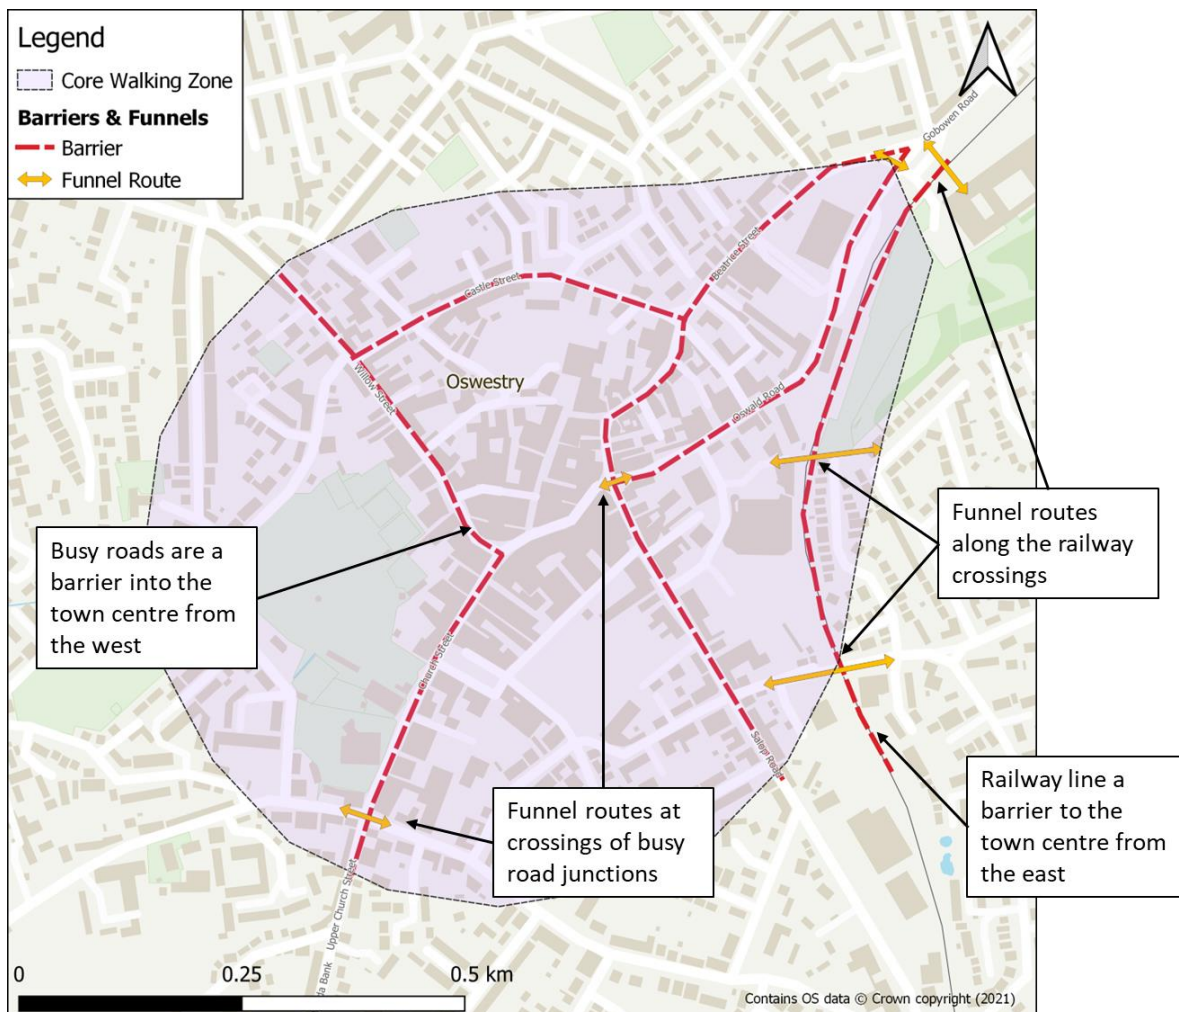 Legend
Core Walking Zone
Barriers & Funnels
Barrier
Funnel Route
Gobowen Road
Beatrice Street
Castle Street
Willow Street
Oswestry
Oswald Road
Church Street
Salop Road
Upper Church Street
da Bank
Busy roads are a
barrier into the
town centre from
the west
Funnel routes
along the railway
crossings
Funnel routes at
crossings of busy
road junctions
Railway line a
barrier to the
town centre from
the east
0
0.25
0.5 km
Contains OS data © Crown copyright (2021)